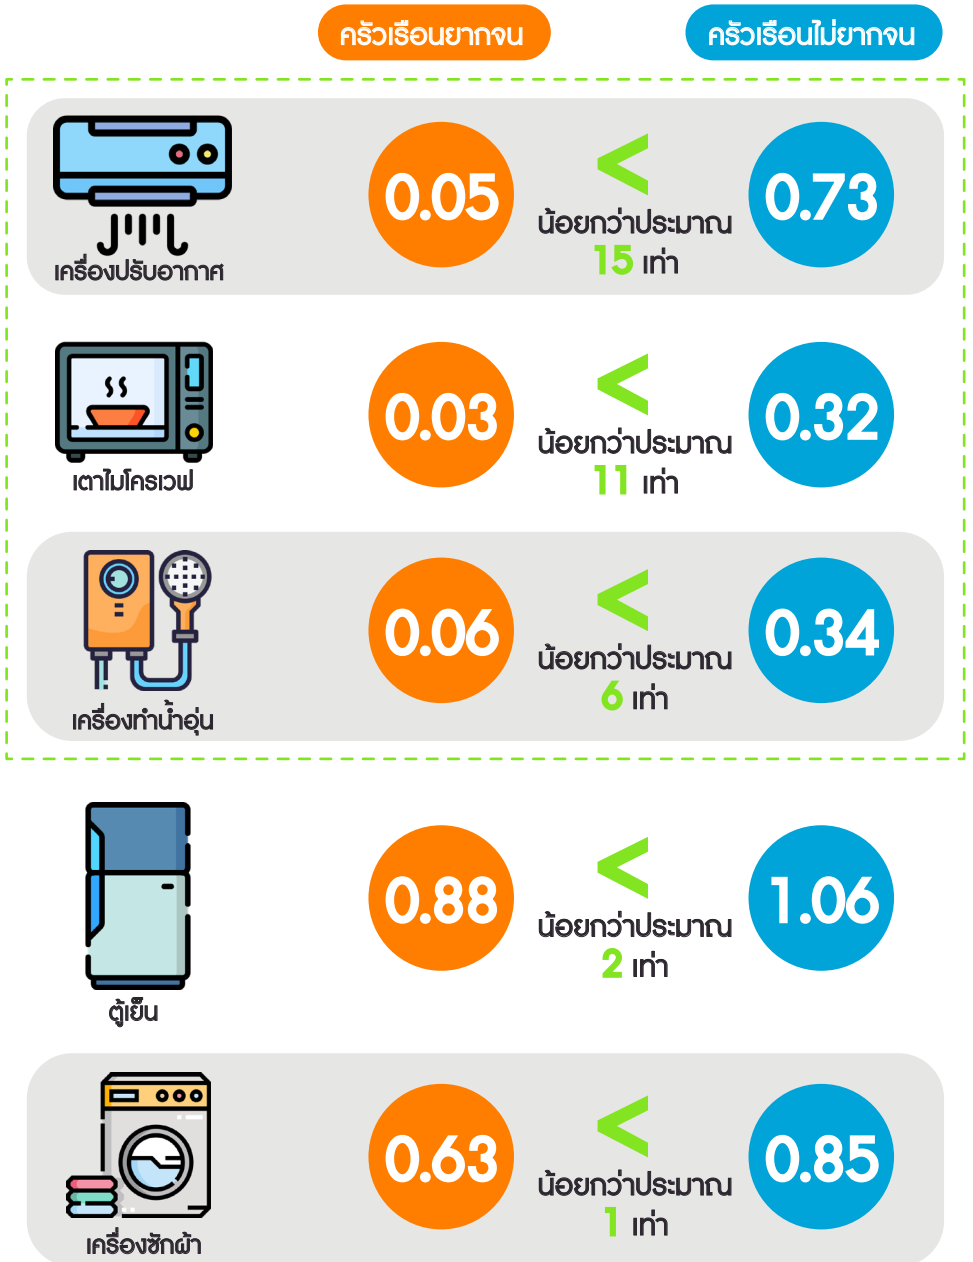 ครัวเรือนยากจน ครัวเรือนไม่ยากจน
0.05 < 0.73
น้อยกว่าประมาณ
15 เท่า
เครื่องปรับอากาศ
0.03 < 0.32
น้อยกว่าประมาณ
11 เท่า
เตาไมโครเวฟ
0.06 < 0.34
น้อยกว่าประมาณ
6 เท่า
เครื่องทำน้ำอุ่น
0.88 < 1.06
น้อยกว่าประมาณ
2 เท่า
ตู้เย็น
0.63 < 0.85
น้อยกว่าประมาณ
1 เท่า
เครื่องซักผ้า